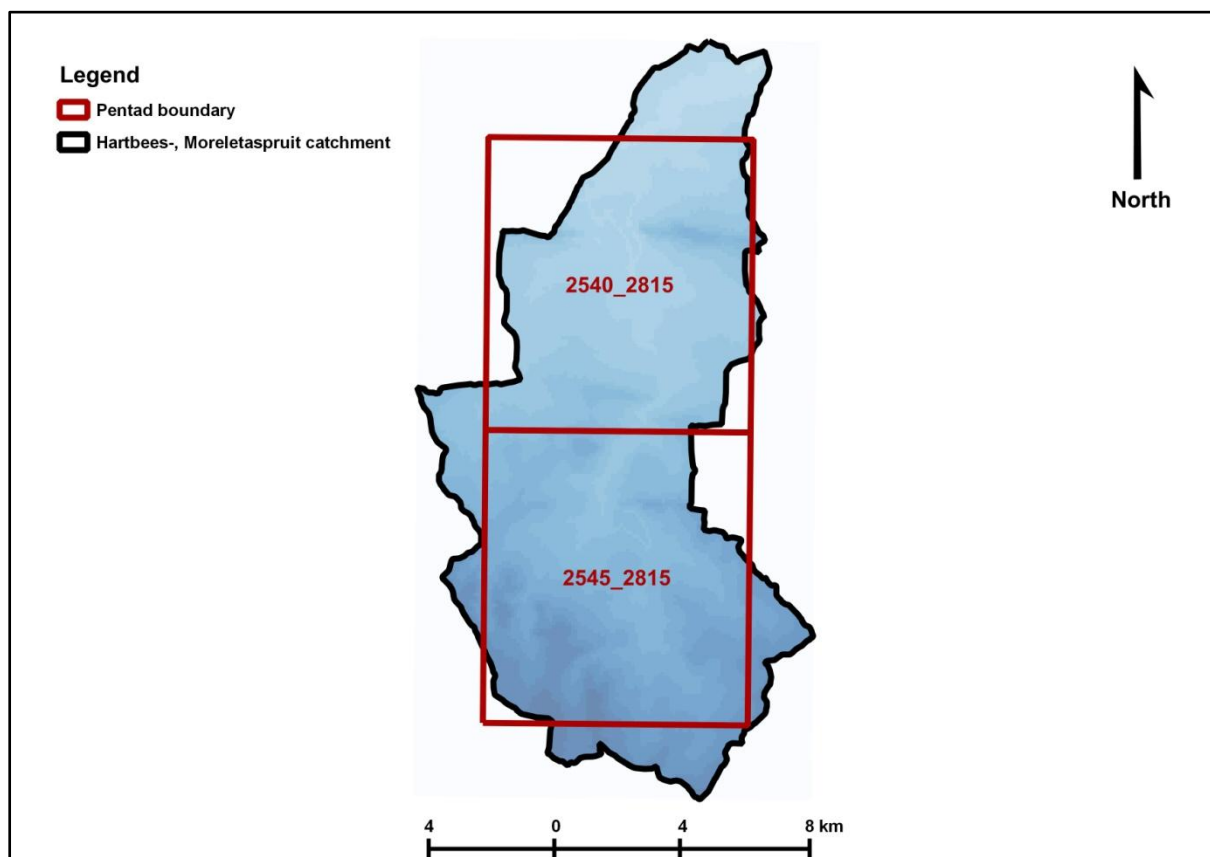 Legend
Pentad boundary
Hartbees-, Moreletaspruit catchment
North
2540_2815
2545_2815
4 0 4 8 km